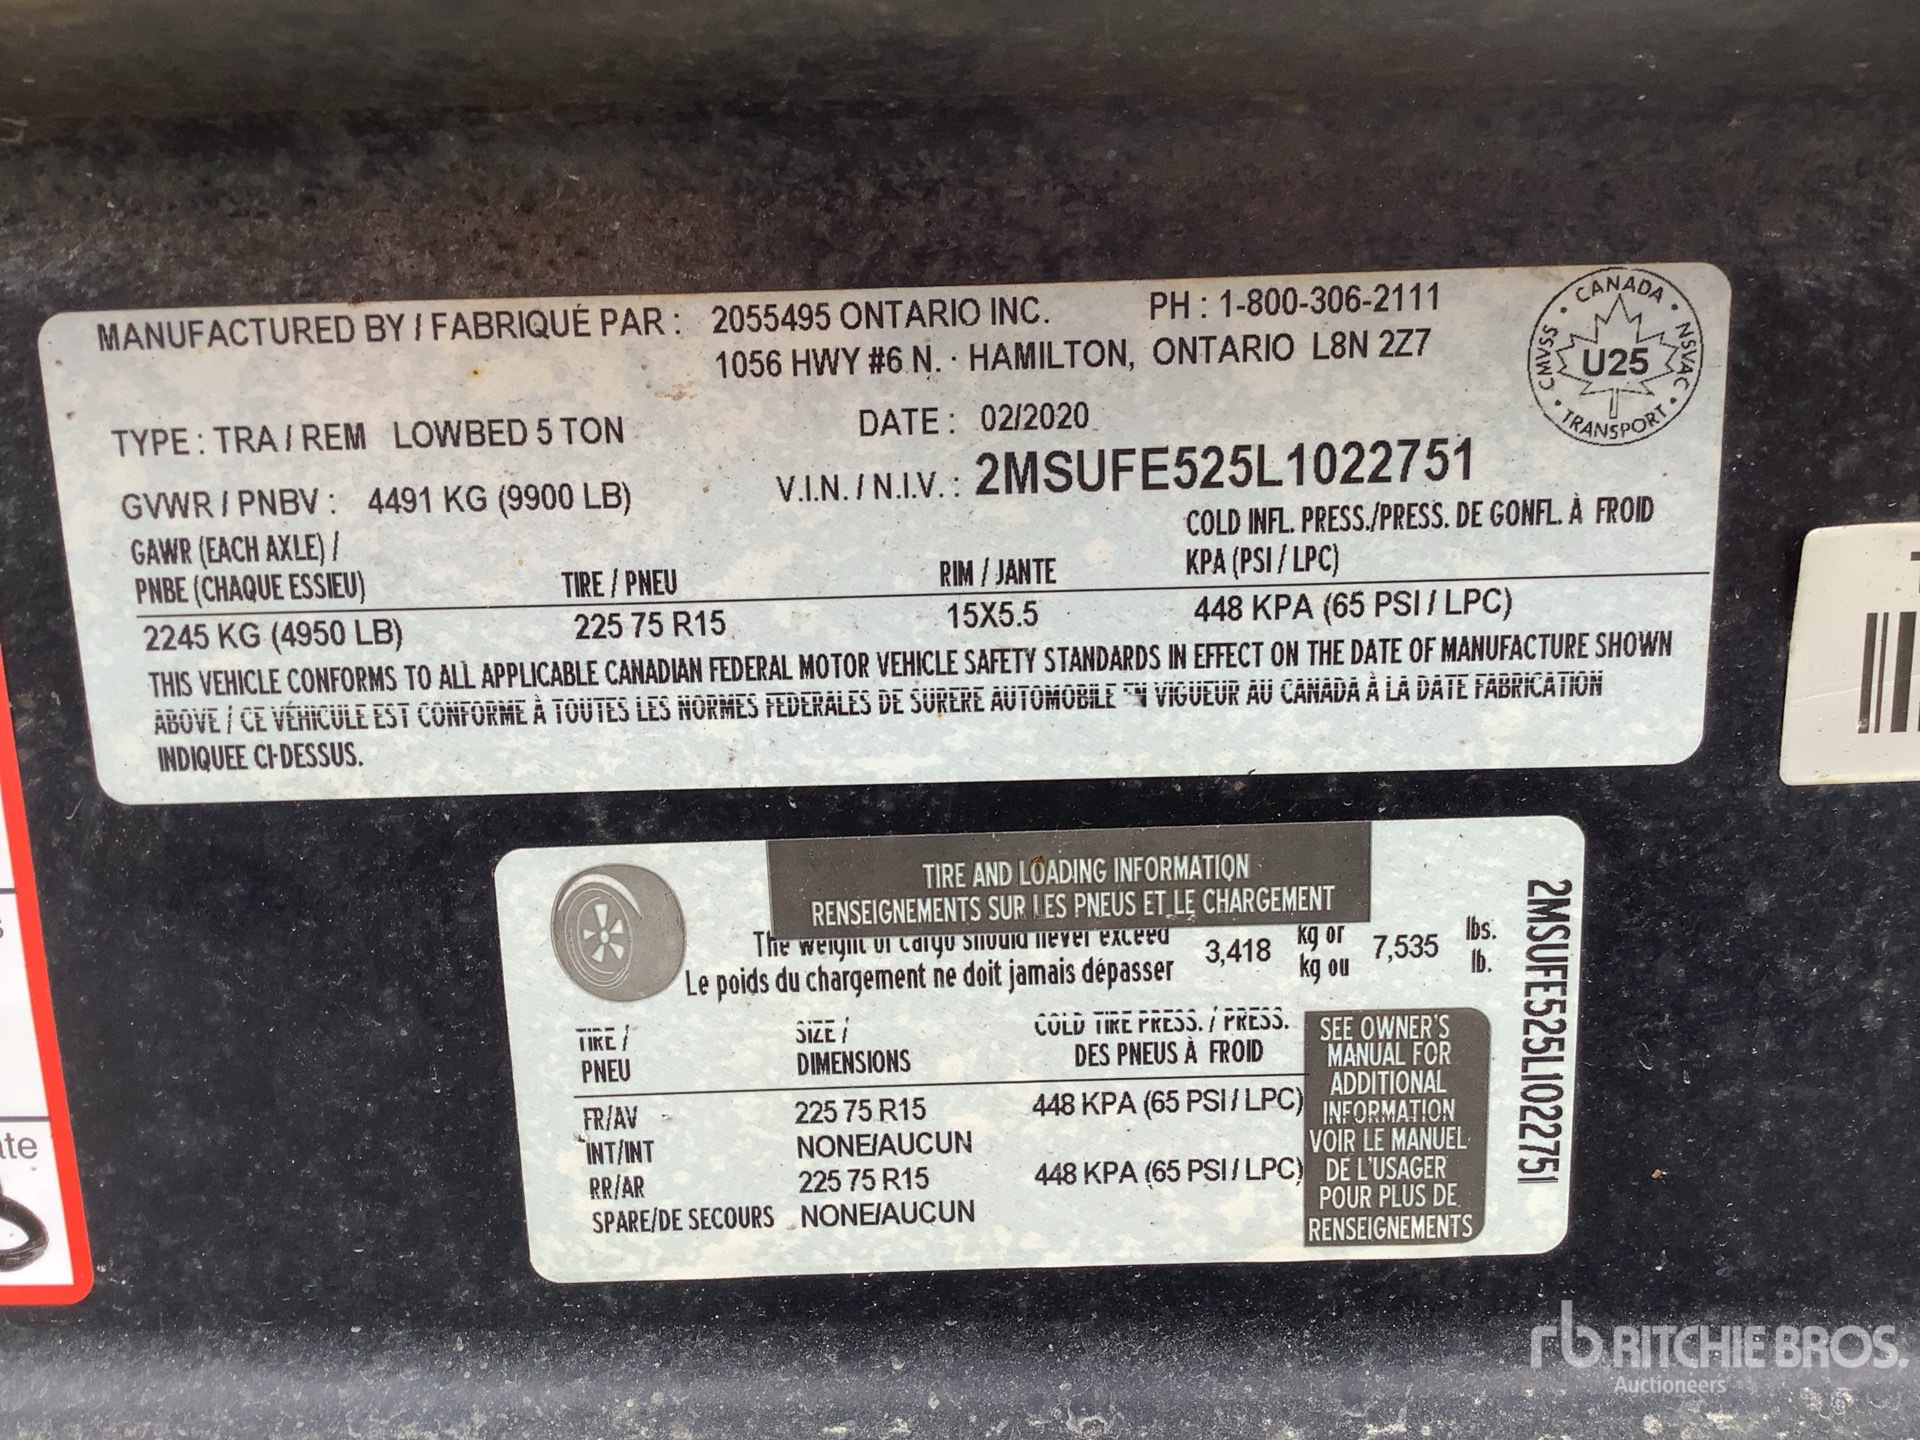 MANUFACTURED BY / FABRIQUÉ PAR : 2055495 ONTARIO INC. PH : 1-800-306-2111
1056 HWY #6 N. · HAMILTON, ONTARIO L8N 2Z7
CANADA · NSVAC · TRANSPORT · CMVSS ·
U25
TYPE : TRA / REM LOWBED 5 TON DATE : 02/2020
GVWR / PNBV : 4491 KG (9900 LB) V.I.N. / N.I.V. : 2MSUFE525L1022751
GAWR (EACH AXLE) /
PNBE (CHAQUE ESSIEU) TIRE / PNEU RIM / JANTE COLD INFL. PRESS./PRESS. DE GONFL. À FROID
KPA (PSI / LPC)
2245 KG (4950 LB) 225 75 R15 15X5.5 448 KPA (65 PSI / LPC)
THIS VEHICLE CONFORMS TO ALL APPLICABLE CANADIAN FEDERAL MOTOR VEHICLE SAFETY STANDARDS IN EFFECT ON THE DATE OF MANUFACTURE SHOWN
ABOVE / CE VÉHICULE EST CONFORME À TOUTES LES NORMES FEDERALES DE SURERE AUTOMOBILE EN VIGUEUR AU CANADA À LA DATE FABRICATION
INDIQUEE CI-DESSUS.
TIRE AND LOADING INFORMATION
RENSEIGNEMENTS SUR LES PNEUS ET LE CHARGEMENT
The weight of cargo should never exceed 3,418 kg or 7,535 lbs.
Le poids du chargement ne doit jamais dépasser kg ou lb.
TIRE / SIZE / COLD TIRE PRESS. / PRESS.
PNEU DIMENSIONS DES PNEUS À FROID
FR/AV 225 75 R15 448 KPA (65 PSI / LPC)
INT/INT NONE/AUCUN
RR/AR 225 75 R15 448 KPA (65 PSI / LPC)
SPARE/DE SECOURS NONE/AUCUN
SEE OWNER'S
MANUAL FOR
ADDITIONAL
INFORMATION
VOIR LE MANUEL
DE L'USAGER
POUR PLUS DE
RENSEIGNEMENTS
2MSUFE525L1022751
rb RITCHIE BROS.
Auctioneers